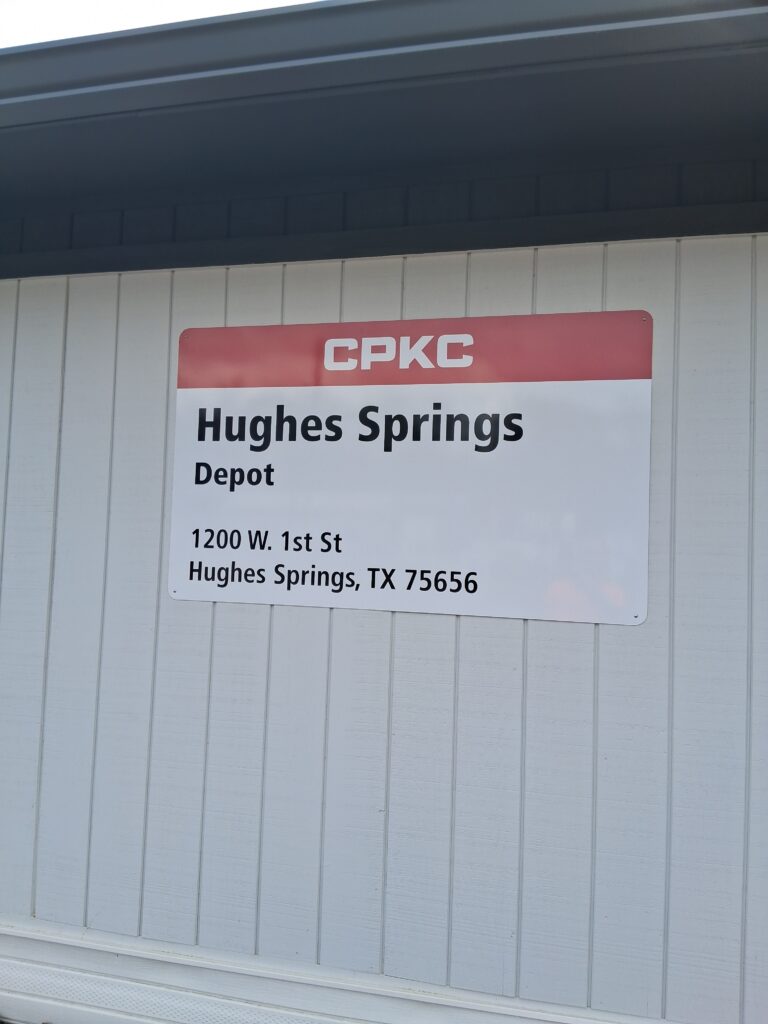 CPKC
Hughes Springs
Depot
1200 W. 1st St
Hughes Springs, TX 75656